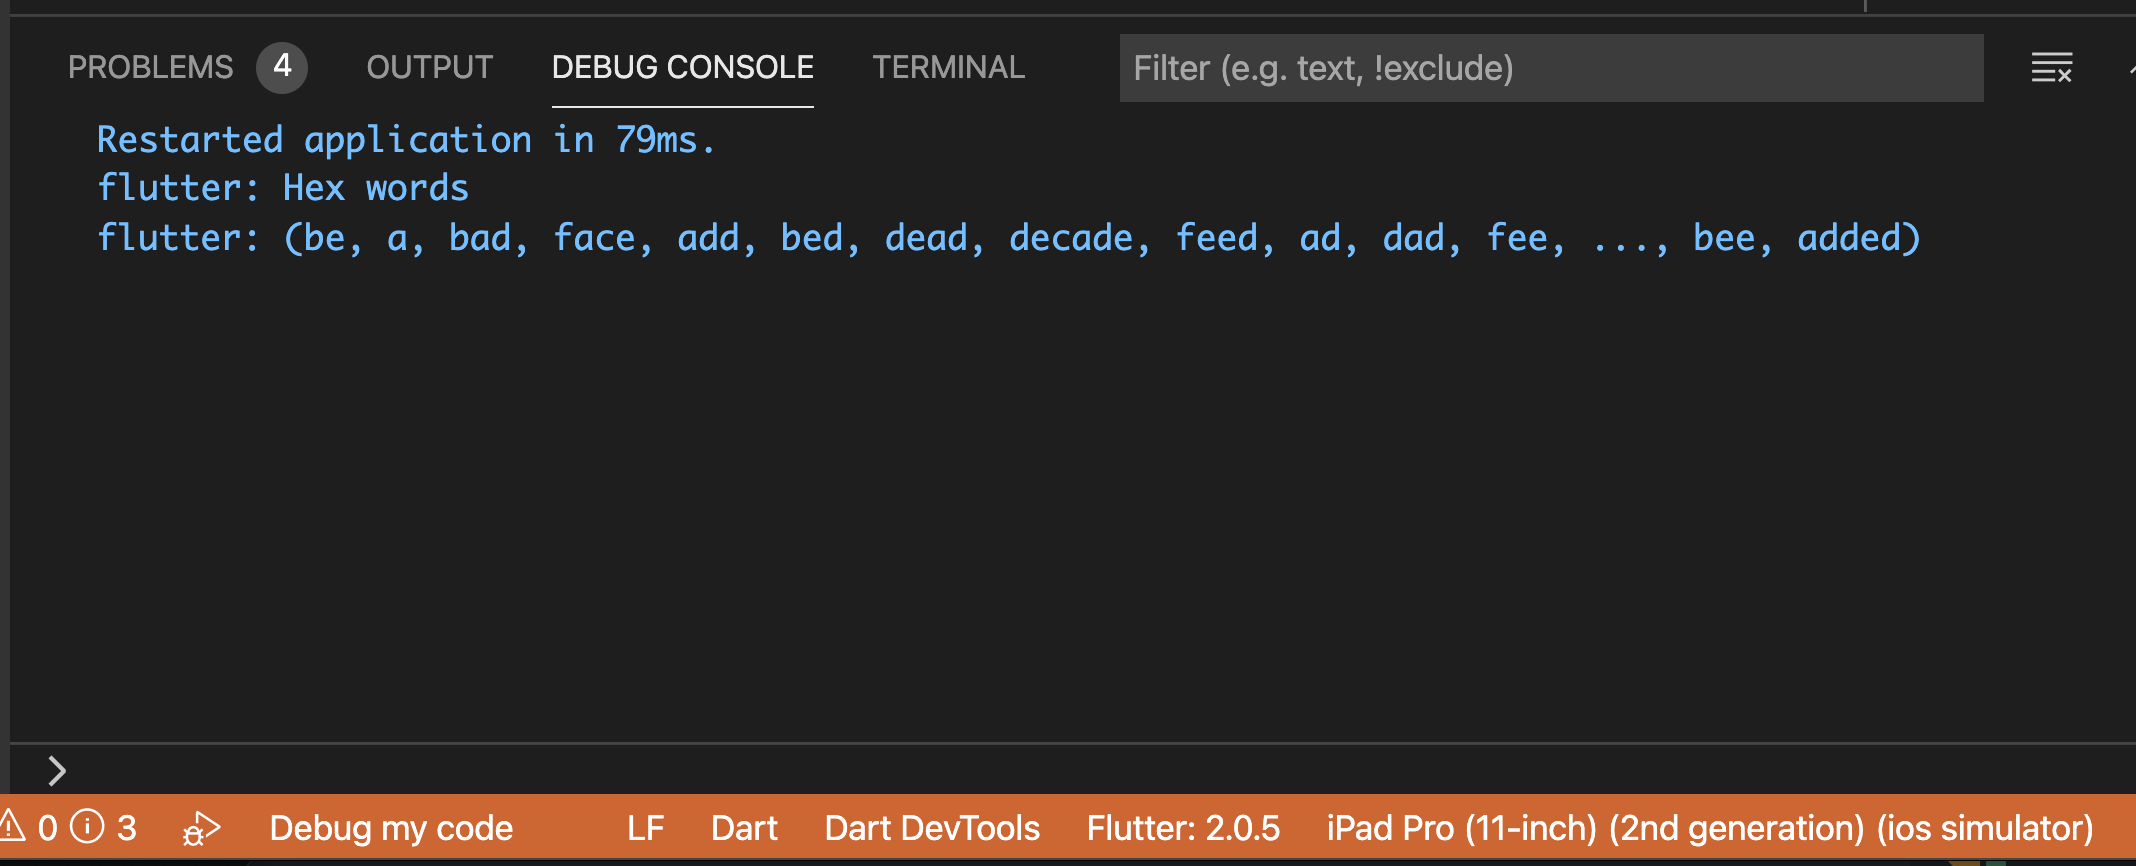 PROBLEMS 4 OUTPUT DEBUG CONSOLE TERMINAL Filter (e.g. text, !exclude)
Restarted application in 79ms.
flutter: Hex words
flutter: (be, a, bad, face, add, bed, dead, decade, feed, ad, dad, fee, ..., bee, added)
0 3 Debug my code LF Dart Dart DevTools Flutter: 2.0.5 iPad Pro (11-inch) (2nd generation) (ios simulator)